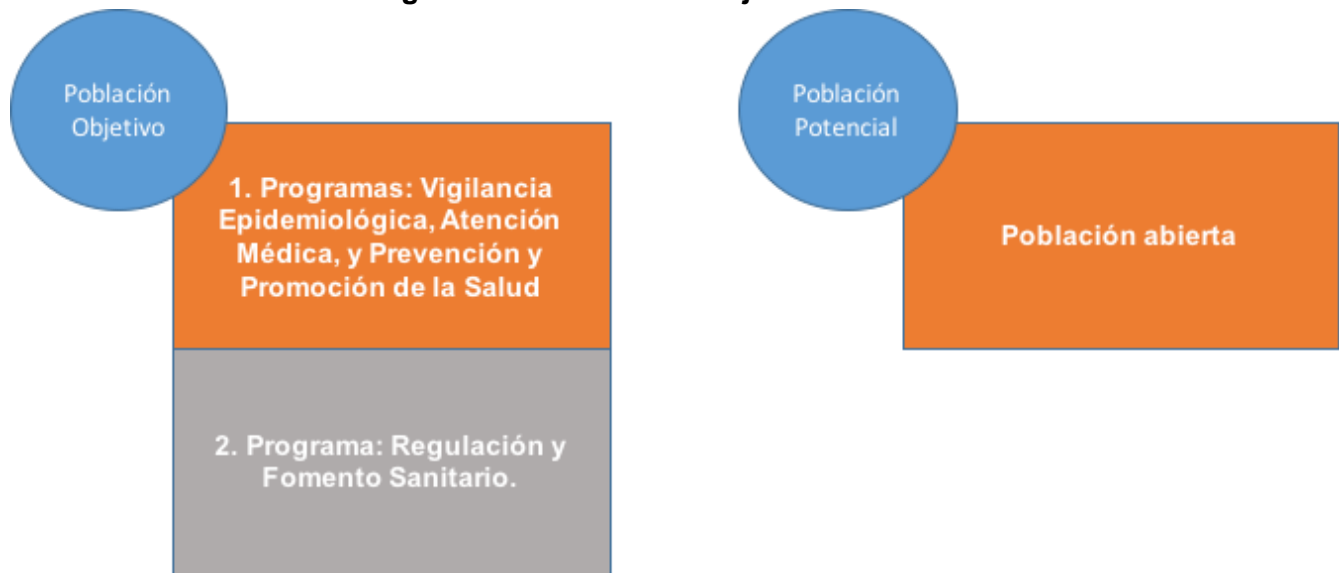 Población
Objetivo
1. Programas: Vigilancia
Epidemiológica, Atención
Médica, y Prevención y
Promoción de la Salud
2. Programa: Regulación y
Fomento Sanitario.
Población
Potencial
Población abierta